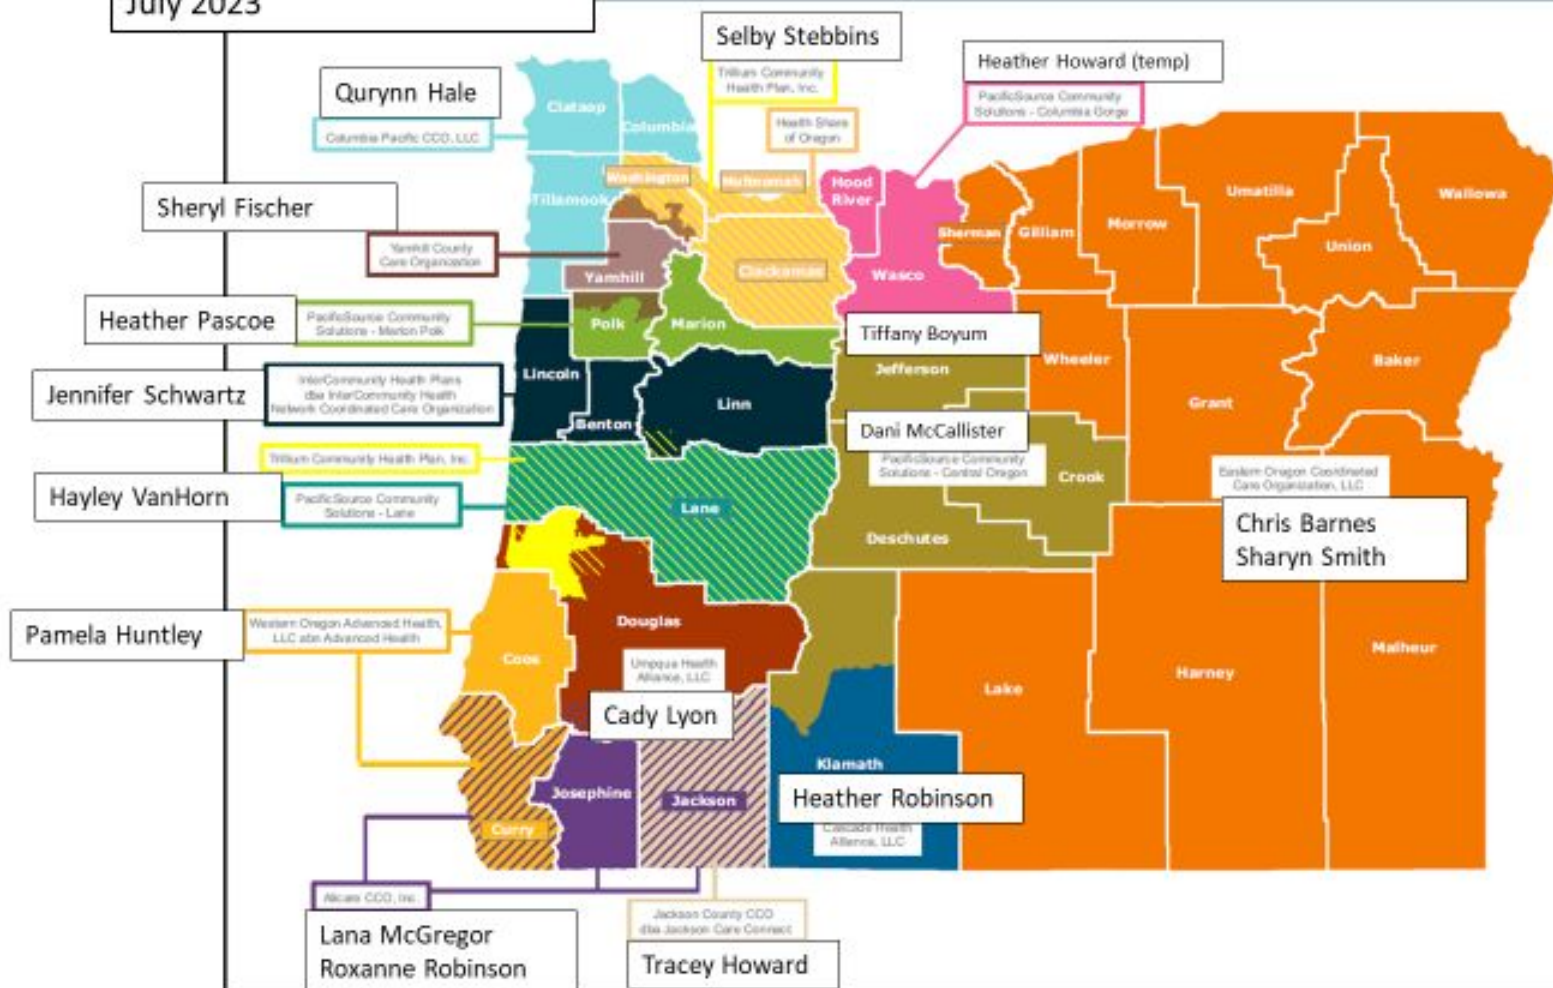 July 2023
Selby Stebbins
Trillium Community
Health Plan, Inc.
Heather Howard (temp)
PacificSource Community
Solutions - Columbia Gorge
Qurynn Hale
Columbia Pacific CCO, LLC
Health Share
of Oregon
Clatsop
Columbia
Washington
Multnomah
Tillamook
Hood
River
Umatilla
Wallowa
Morrow
Sherman
Gilliam
Union
Sheryl Fischer
Yamhill County
Care Organization
Yamhill
Clackamas
Wasco
Heather Pascoe
PacificSource Community
Solutions - Marion Polk
Polk
Marion
Tiffany Boyum
Jefferson
Wheeler
Baker
Grant
Jennifer Schwartz
InterCommunity Health Plans
dba InterCommunity Health
Network Coordinated Care Organization
Lincoln
Benton
Linn
Dani McCallister
PacificSource Community
Solutions - Central Oregon
Crook
Trillium Community Health Plan, Inc.
Hayley VanHorn
PacificSource Community
Solutions - Lane
Lane
Deschutes
Eastern Oregon Coordinated
Care Organization, LLC
Chris Barnes
Sharyn Smith
Pamela Huntley
Western Oregon Advanced Health,
LLC abn Advanced Health
Coos
Douglas
Umpqua Health
Alliance, LLC
Cady Lyon
Lake
Harney
Malheur
Klamath
Heather Robinson
Cascade Health
Alliance, LLC
Josephine
Jackson
Curry
Allcare CCO, Inc.
Lana McGregor
Roxanne Robinson
Jackson County CCO
dba Jackson Care Connect
Tracey Howard